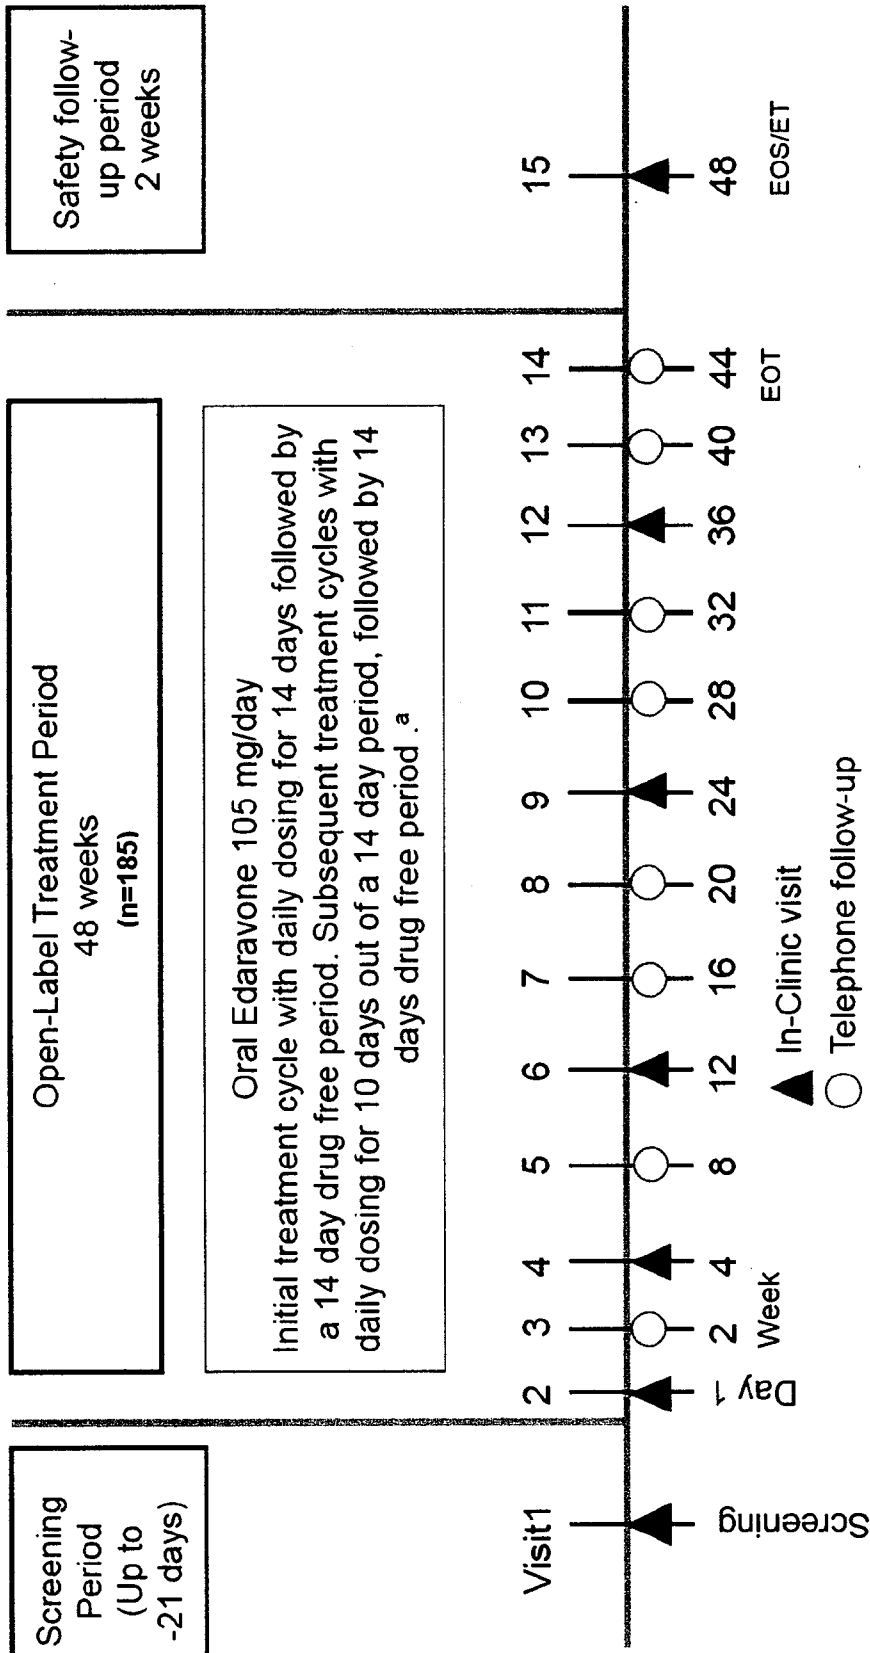 Screening
Period
(Up to
-21 days)
Open-Label Treatment Period
48 weeks
(n=185)
Safety follow-
up period
2 weeks
Oral Edaravone 105 mg/day
Initial treatment cycle with daily dosing for 14 days followed by
a 14 day drug free period. Subsequent treatment cycles with
daily dosing for 10 days out of a 14 day period, followed by 14
days drug free period .a
Visit1 2 3 4 5 6 7 8 9 10 11 12 13 14 15
Screening Day 1 2 4 8 12 16 20 24 28 32 36 40 44 48
Week EOT EOS/ET
In-Clinic visit
Telephone follow-up